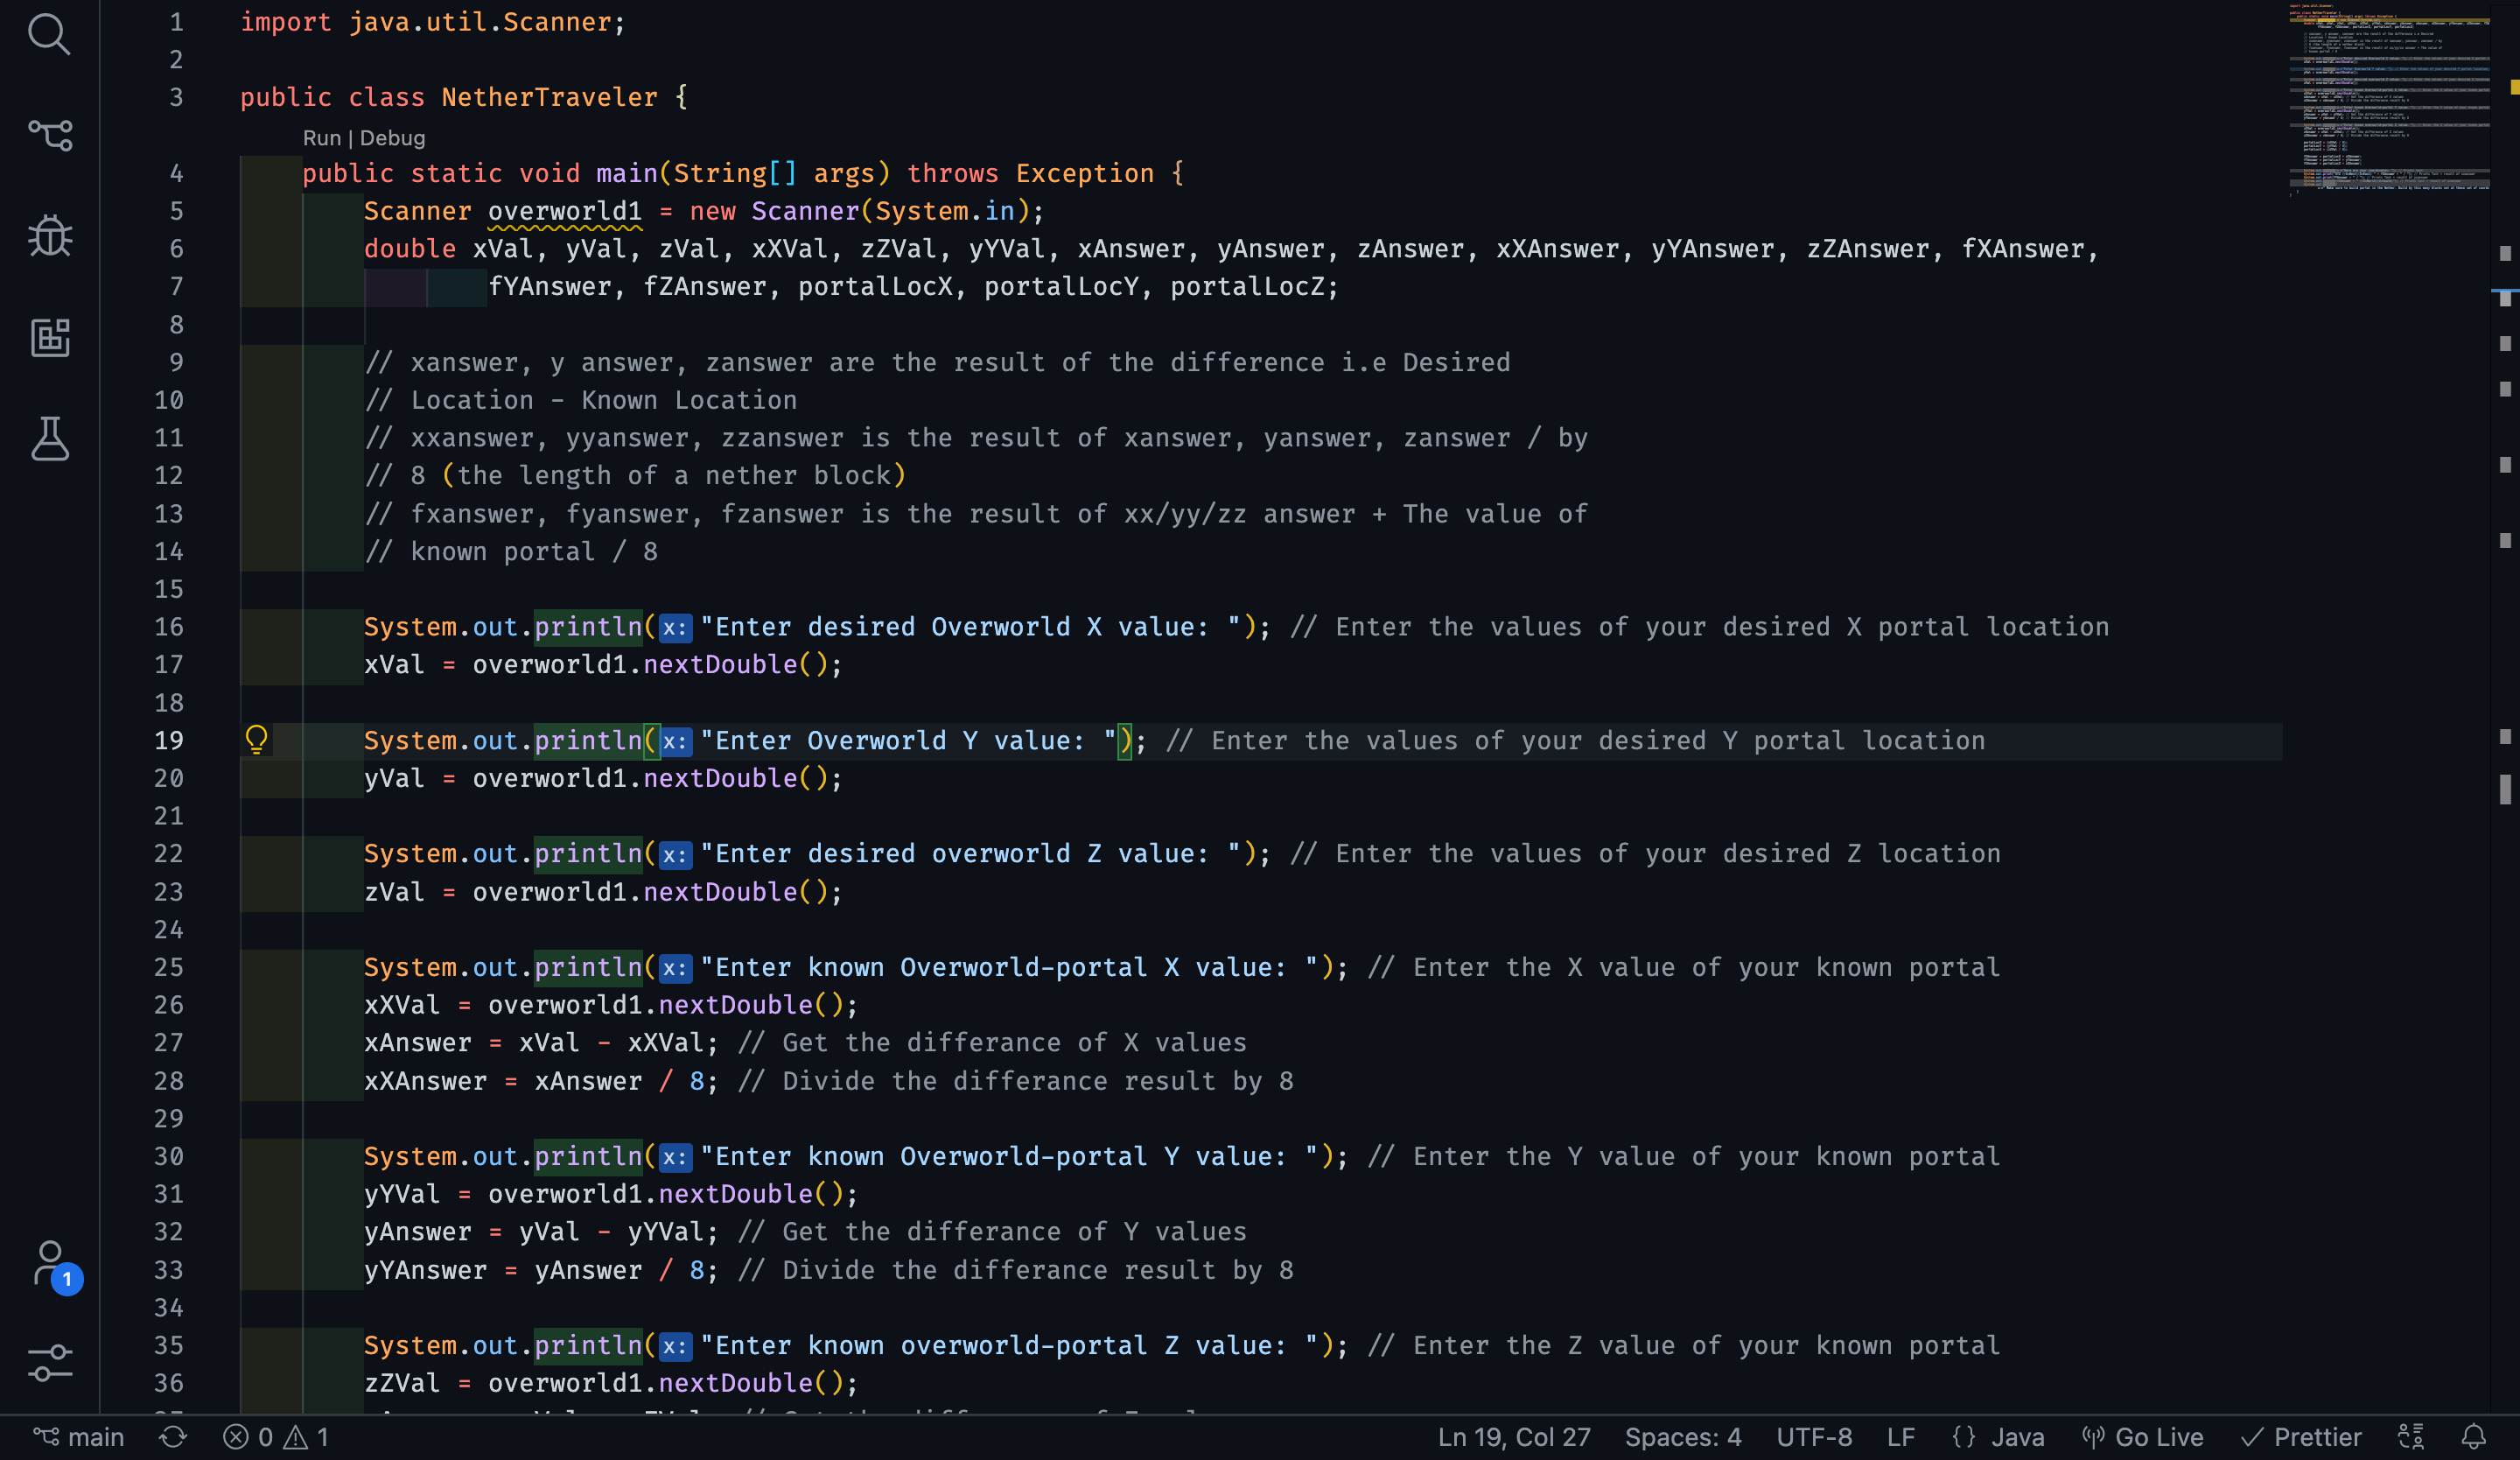 1 import java.util.Scanner;
2
3 public class NetherTraveler {
Run | Debug
4 public static void main(String[] args) throws Exception {
5 Scanner overworld1 = new Scanner(System.in);
6 double xVal, yVal, zVal, xXVal, zZVal, yYVal, xAnswer, yAnswer, zAnswer, xXAnswer, yYAnswer, zZAnswer, fXAnswer,
7 fYAnswer, fZAnswer, portalLocX, portalLocY, portalLocZ;
8
9 // xanswer, y answer, zanswer are the result of the difference i.e Desired
10 // Location - Known Location
11 // xxanswer, yyanswer, zzanswer is the result of xanswer, yanswer, zanswer / by
12 // 8 (the length of a nether block)
13 // fxanswer, fyanswer, fzanswer is the result of xx/yy/zz answer + The value of
14 // known portal / 8
15
16 System.out.println(x: "Enter desired Overworld X value: "); // Enter the values of your desired X portal location
17 xVal = overworld1.nextDouble();
18
19 System.out.println(x: "Enter Overworld Y value: "); // Enter the values of your desired Y portal location
20 yVal = overworld1.nextDouble();
21
22 System.out.println(x: "Enter desired overworld Z value: "); // Enter the values of your desired Z location
23 zVal = overworld1.nextDouble();
24
25 System.out.println(x: "Enter known Overworld-portal X value: "); // Enter the X value of your known portal
26 xXVal = overworld1.nextDouble();
27 xAnswer = xVal - xXVal; // Get the differance of X values
28 xXAnswer = xAnswer / 8; // Divide the differance result by 8
29
30 System.out.println(x: "Enter known Overworld-portal Y value: "); // Enter the Y value of your known portal
31 yYVal = overworld1.nextDouble();
32 yAnswer = yVal - yYVal; // Get the differance of Y values
33 yYAnswer = yAnswer / 8; // Divide the differance result by 8
34
35 System.out.println(x: "Enter known overworld-portal Z value: "); // Enter the Z value of your known portal
36 zZVal = overworld1.nextDouble();
1
main 0 1 Ln 19, Col 27 Spaces: 4 UTF-8 LF {} Java Go Live Prettier